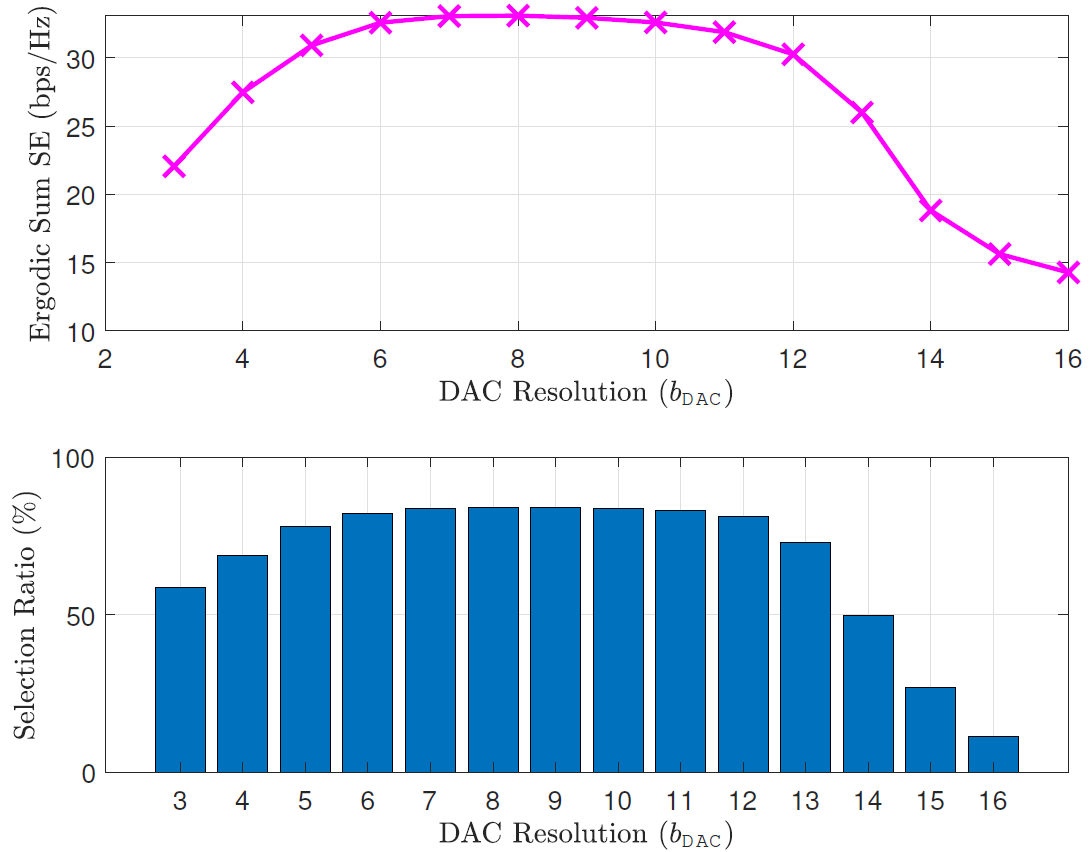 Ergodic Sum SE (bps/Hz)
30
25
20
15
10
2 4 6 8 10 12 14 16
DAC Resolution (b_DAC)
Selection Ratio (%)
100
50
0
3 4 5 6 7 8 9 10 11 12 13 14 15 16
DAC Resolution (b_DAC)